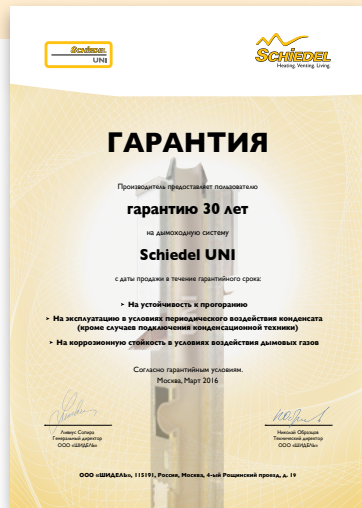 SCHIEDEL
UNI
SCHIEDEL
Heating. Venting. Living.
ГАРАНТИЯ
Производитель предоставляет пользователю
гарантию 30 лет
на дымоходную систему
Schiedel UNI
с даты продажи в течение гарантийного срока:
➤ На устойчивость к прогоранию
➤ На эксплуатацию в условиях периодического воздействия конденсата
(кроме случаев подключения конденсационной техники)
➤ На коррозионную стойкость в условиях воздействия дымовых газов
Согласно гарантийным условиям.
Москва, Март 2016
Ливиус Сопира
Генеральный директор
ООО «ШИДЕЛЬ»
Николай Образцов
Технический директор
ООО «ШИДЕЛЬ»
ООО «ШИДЕЛЬ», 115191, Россия, Москва, 4-ый Рощинский проезд, д. 19